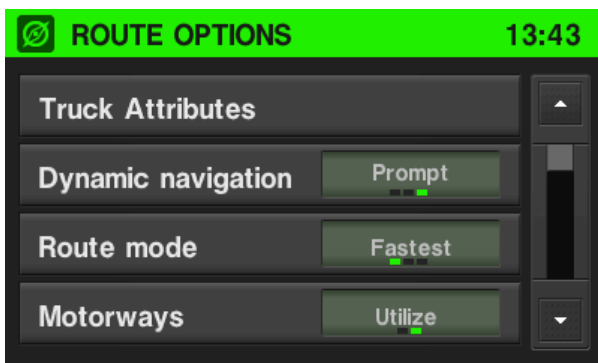 ROUTE OPTIONS 13:43
Truck Attributes
Dynamic navigation Prompt
Route mode Fastest
Motorways Utilize